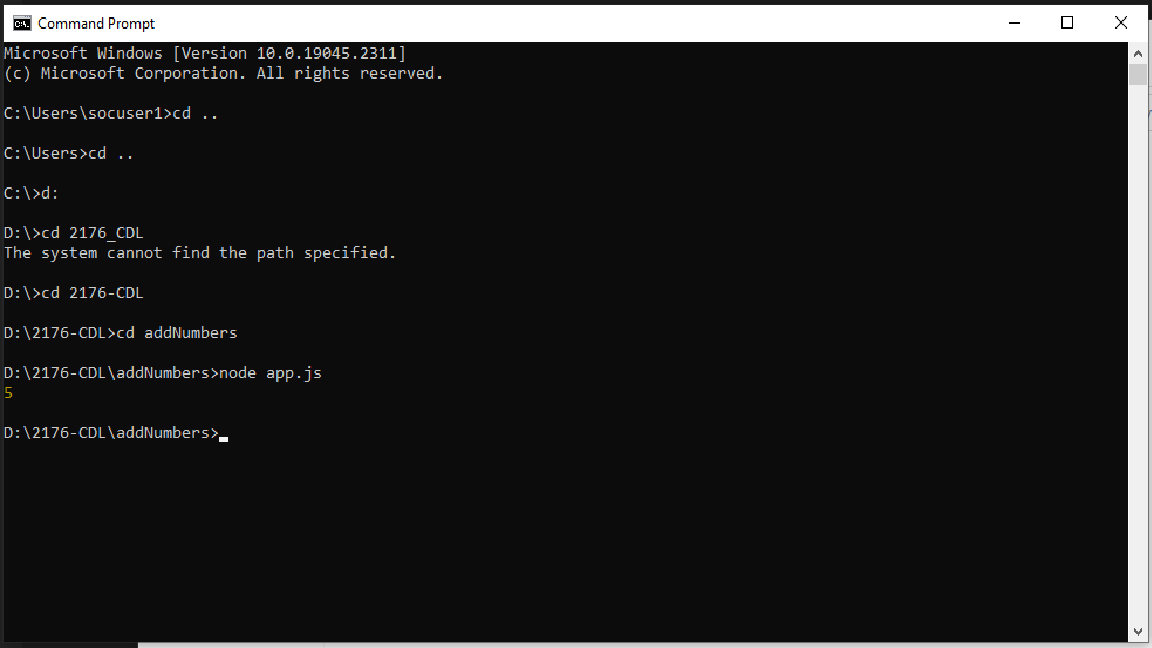 Command Prompt
Microsoft Windows [Version 10.0.19045.2311]
(c) Microsoft Corporation. All rights reserved.
C:\Users\socuser1>cd ..
C:\Users>cd ..
C:\>d:
D:\>cd 2176_CDL
The system cannot find the path specified.
D:\>cd 2176-CDL
D:\2176-CDL>cd addNumbers
D:\2176-CDL\addNumbers>node app.js
5
D:\2176-CDL\addNumbers>